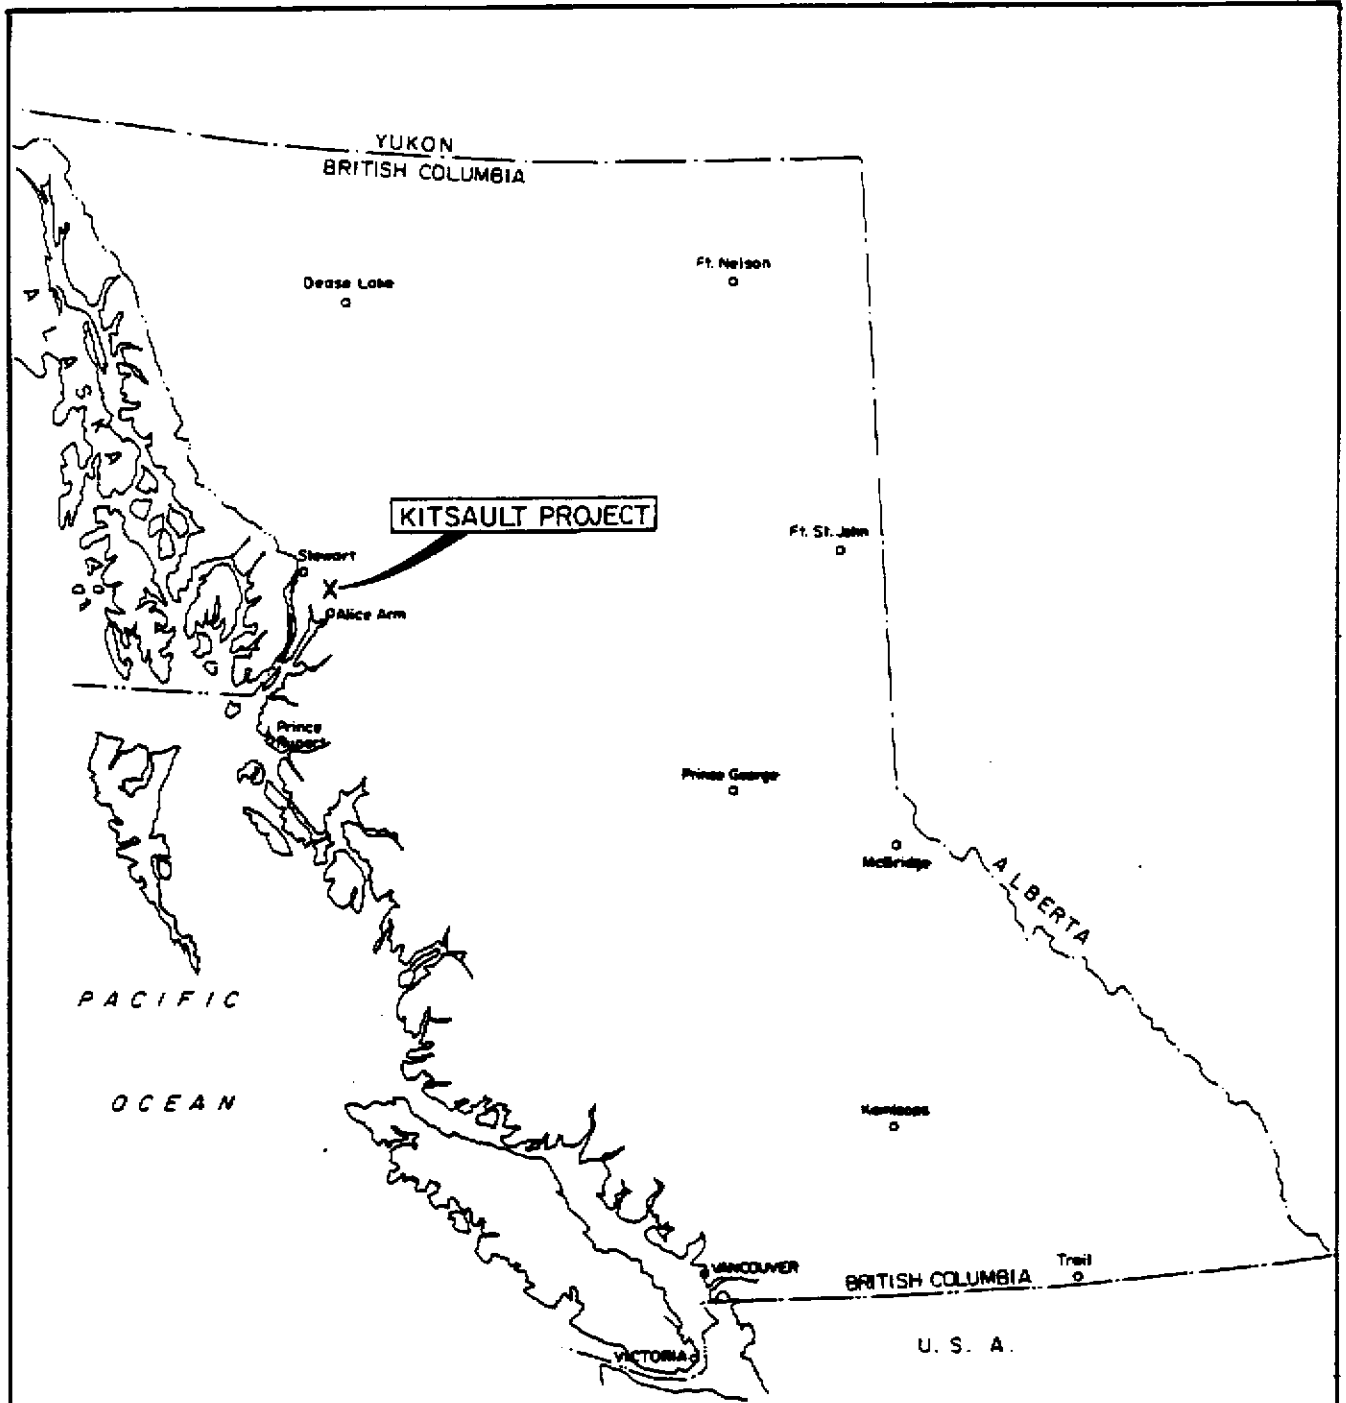 YUKON
BRITISH COLUMBIA
Ft. Nelson
Dease Lake
ALASKA
KITSAULT PROJECT
Ft. St. John
Stewart
X
Alice Arm
Prince
Rupert
Prince George
McBridge
ALBERTA
PACIFIC
OCEAN
Kamloops
VANCOUVER
Trail
BRITISH COLUMBIA
U. S. A.
VICTORIA